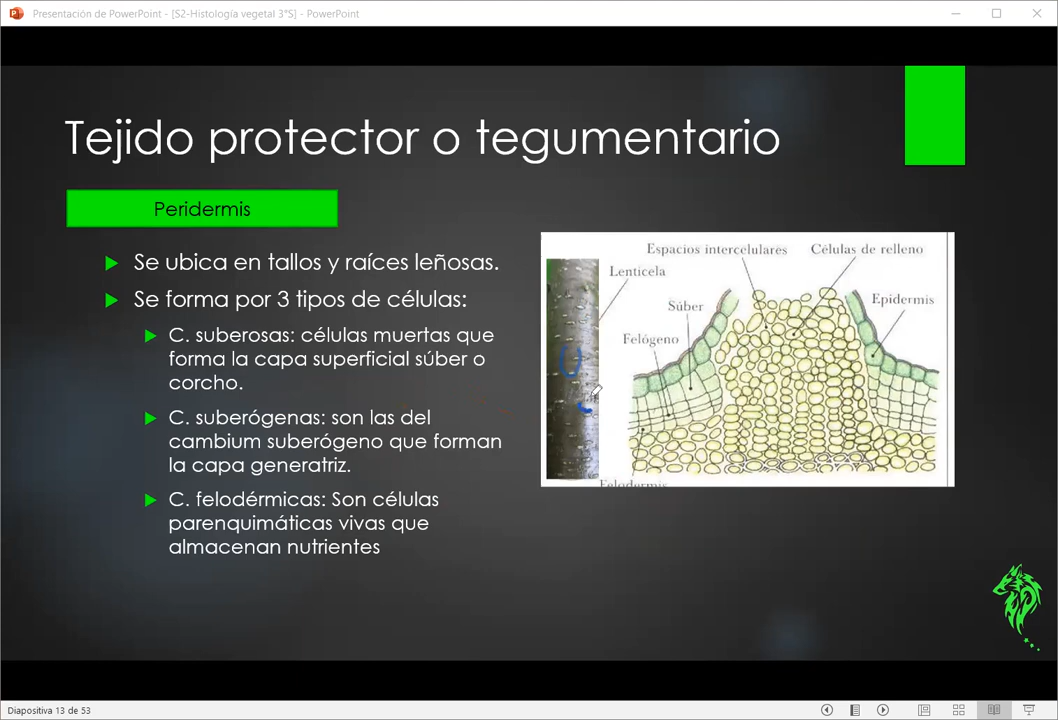 Presentación de PowerPoint - [S2-Histología vegetal 3°S] - PowerPoint
Tejido protector o tegumentario
Peridermis
Se ubica en tallos y raíces leñosas.
Se forma por 3 tipos de células:
C. suberosas: células muertas que
forma la capa superficial súber o
corcho.
C. suberógenas: son las del
cambium suberógeno que forman
la capa generatriz.
C. felodérmicas: Son células
parenquimáticas vivas que
almacenan nutrientes
Espacios intercelulares
Células de relleno
Lenticela
Súber
Epidermis
Felógeno
Felodermis
Diapositiva 13 de 53